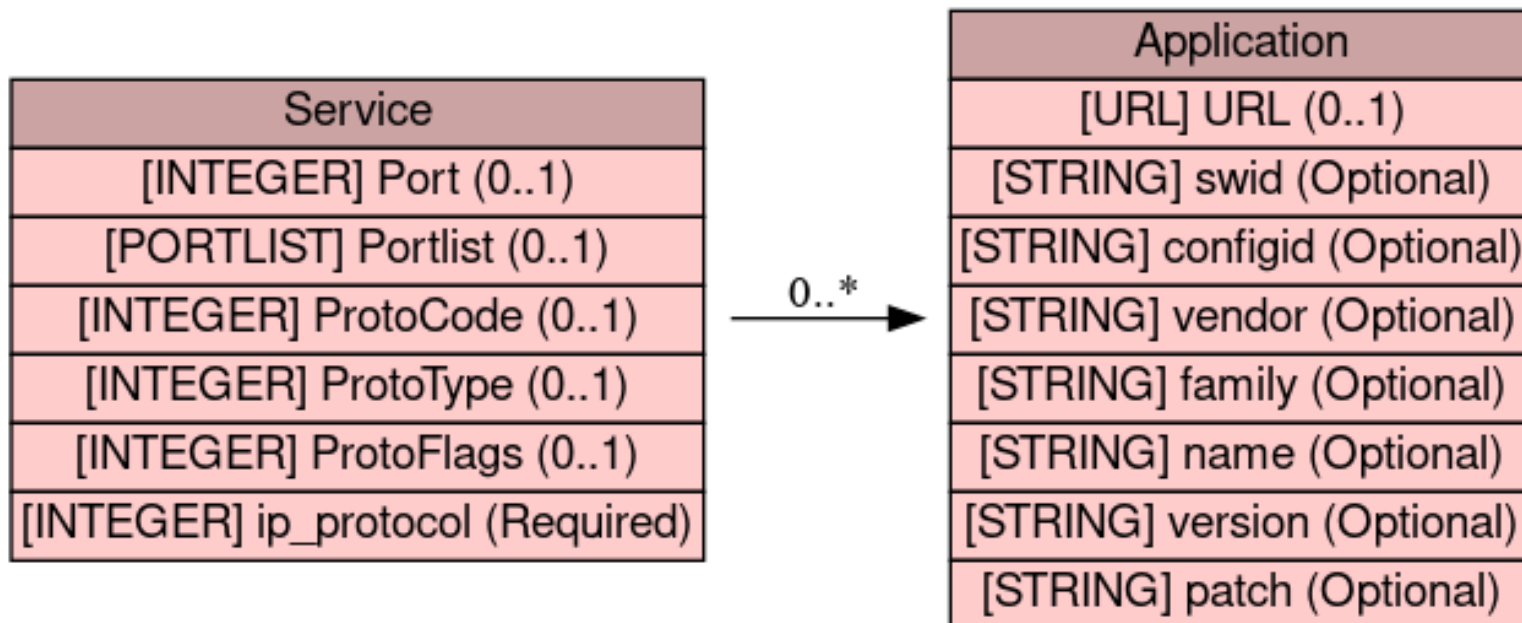 Service
[INTEGER] Port (0..1)
[PORTLIST] Portlist (0..1)
[INTEGER] ProtoCode (0..1)
[INTEGER] ProtoType (0..1)
[INTEGER] ProtoFlags (0..1)
[INTEGER] ip_protocol (Required)
0..*
Application
[URL] URL (0..1)
[STRING] swid (Optional)
[STRING] configid (Optional)
[STRING] vendor (Optional)
[STRING] family (Optional)
[STRING] name (Optional)
[STRING] version (Optional)
[STRING] patch (Optional)